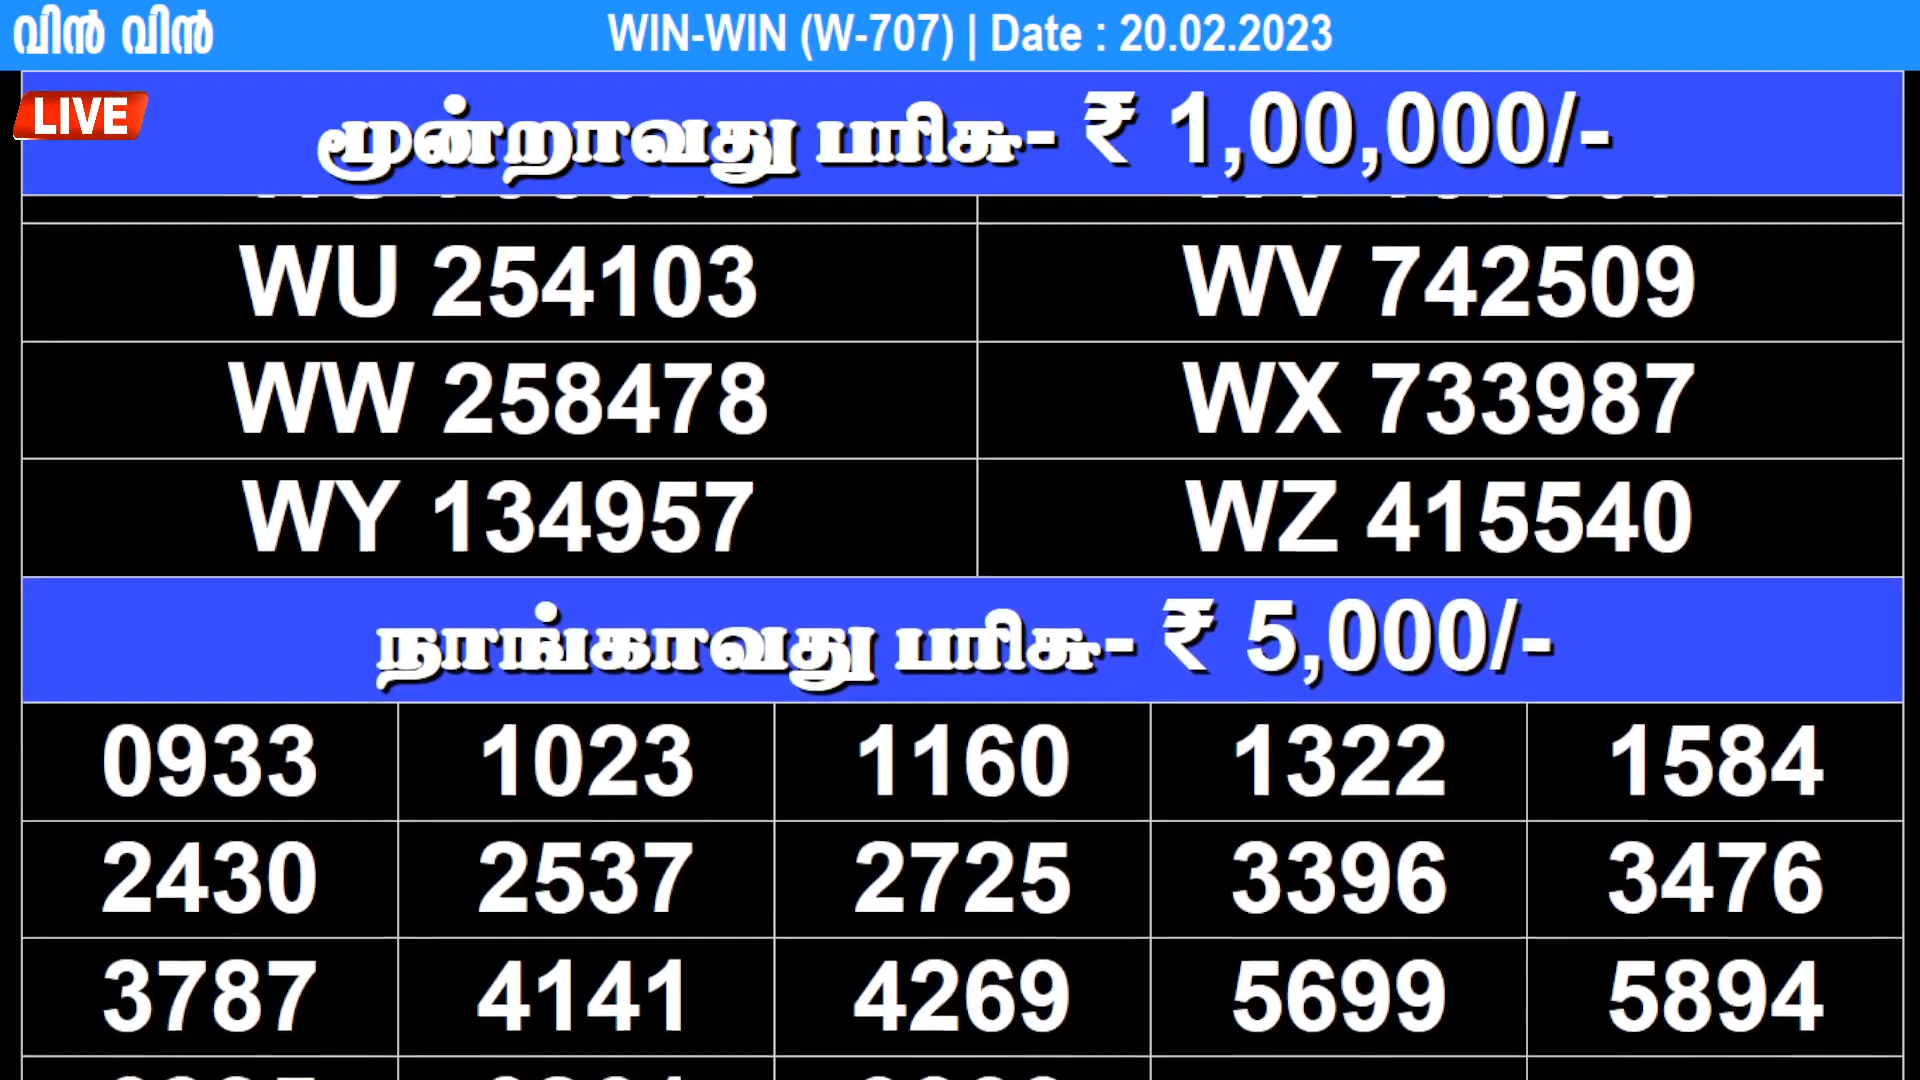 വിൻ വിൻ WIN-WIN (W-707) | Date : 20.02.2023
LIVE
மூன்றாவது பரிசு- ₹ 1,00,000/-
WU 254103 WV 742509
WW 258478 WX 733987
WY 134957 WZ 415540
நாங்காவது பரிசு- ₹ 5,000/-
0933 1023 1160 1322 1584
2430 2537 2725 3396 3476
3787 4141 4269 5699 5894